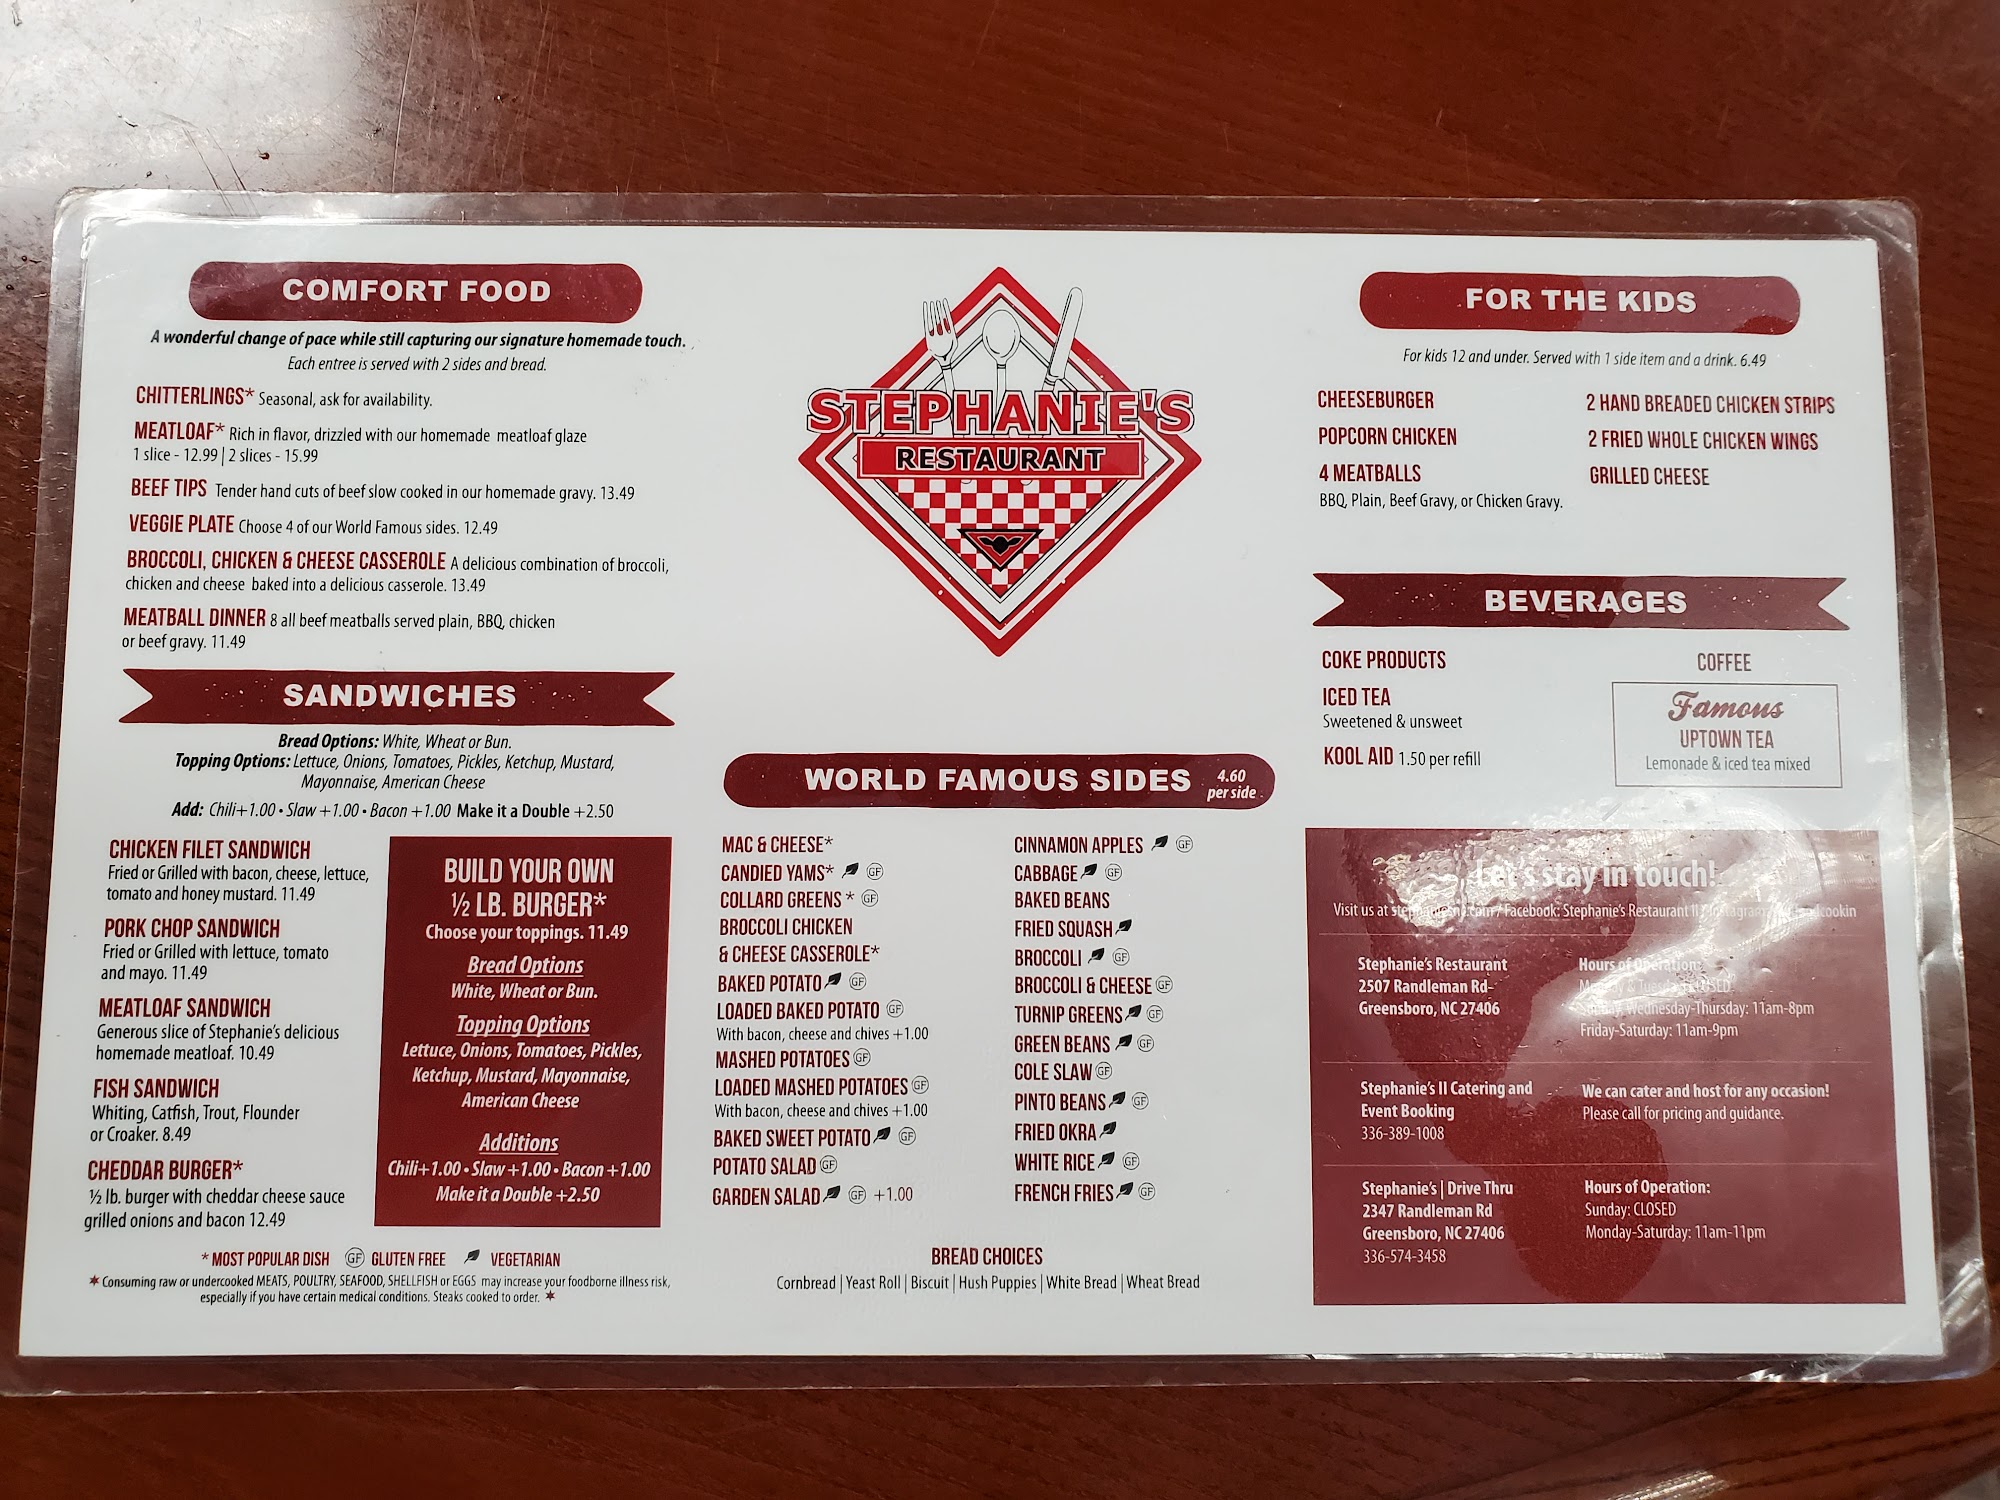 COMFORT FOOD
A wonderful change of pace while still capturing our signature homemade touch.
Each entree is served with 2 sides and bread.
CHITTERLINGS* Seasonal, ask for availability.
MEATLOAF* Rich in flavor, drizzled with our homemade meatloaf glaze
1 slice - 12.99 | 2 slices - 15.99
BEEF TIPS Tender hand cuts of beef slow cooked in our homemade gravy. 13.49
VEGGIE PLATE Choose 4 of our World Famous sides. 12.49
BROCCOLI, CHICKEN & CHEESE CASSEROLE A delicious combination of broccoli,
chicken and cheese baked into a delicious casserole. 13.49
MEATBALL DINNER 8 all beef meatballs served plain, BBQ, chicken
or beef gravy. 11.49
SANDWICHES
Bread Options: White, Wheat or Bun.
Topping Options: Lettuce, Onions, Tomatoes, Pickles, Ketchup, Mustard,
Mayonnaise, American Cheese
Add: Chili+1.00 • Slaw +1.00 • Bacon +1.00 Make it a Double +2.50
CHICKEN FILET SANDWICH
Fried or Grilled with bacon, cheese, lettuce,
tomato and honey mustard. 11.49
PORK CHOP SANDWICH
Fried or Grilled with lettuce, tomato
and mayo. 11.49
MEATLOAF SANDWICH
Generous slice of Stephanie's delicious
homemade meatloaf. 10.49
FISH SANDWICH
Whiting, Catfish, Trout, Flounder
or Croaker. 8.49
CHEDDAR BURGER*
½ lb. burger with cheddar cheese sauce
grilled onions and bacon 12.49
BUILD YOUR OWN
½ LB. BURGER*
Choose your toppings. 11.49
Bread Options
White, Wheat or Bun.
Topping Options
Lettuce, Onions, Tomatoes, Pickles,
Ketchup, Mustard, Mayonnaise,
American Cheese
Additions
Chili+1.00 • Slaw +1.00 • Bacon +1.00
Make it a Double +2.50
* MOST POPULAR DISH GF GLUTEN FREE VEGETARIAN
* Consuming raw or undercooked MEATS, POULTRY, SEAFOOD, SHELLFISH or EGGS may increase your foodborne illness risk,
especially if you have certain medical conditions. Steaks cooked to order. *
STEPHANIE'S
RESTAURANT
WORLD FAMOUS SIDES 4.60
per side
MAC & CHEESE*
CANDIED YAMS* GF
COLLARD GREENS * GF
BROCCOLI CHICKEN
& CHEESE CASSEROLE*
BAKED POTATO GF
LOADED BAKED POTATO GF
With bacon, cheese and chives +1.00
MASHED POTATOES GF
LOADED MASHED POTATOES GF
With bacon, cheese and chives +1.00
BAKED SWEET POTATO GF
POTATO SALAD GF
GARDEN SALAD GF +1.00
CINNAMON APPLES GF
CABBAGE GF
BAKED BEANS
FRIED SQUASH
BROCCOLI GF
BROCCOLI & CHEESE GF
TURNIP GREENS GF
GREEN BEANS GF
COLE SLAW GF
PINTO BEANS GF
FRIED OKRA
WHITE RICE GF
FRENCH FRIES GF
BREAD CHOICES
Cornbread | Yeast Roll | Biscuit | Hush Puppies | White Bread | Wheat Bread
FOR THE KIDS
For kids 12 and under. Served with 1 side item and a drink. 6.49
CHEESEBURGER
POPCORN CHICKEN
4 MEATBALLS
BBQ, Plain, Beef Gravy, or Chicken Gravy.
2 HAND BREADED CHICKEN STRIPS
2 FRIED WHOLE CHICKEN WINGS
GRILLED CHEESE
BEVERAGES
COKE PRODUCTS
ICED TEA
Sweetened & unsweet
KOOL AID 1.50 per refill
COFFEE
Famous
UPTOWN TEA
Lemonade & iced tea mixed
Let's stay in touch!
Visit us at / Facebook: Stephanie's Restaurant II
Stephanie's Restaurant
2507 Randleman Rd-
Greensboro, NC 27406
Hours of Operation:
Monday & Tuesday: CLOSED
Sunday, Wednesday-Thursday: 11am-8pm
Friday-Saturday: 11am-9pm
Stephanie's II Catering and
Event Booking
336-389-1008
We can cater and host for any occasion!
Please call for pricing and guidance.
Stephanie's | Drive Thru
2347 Randleman Rd
Greensboro, NC 27406
336-574-3458
Hours of Operation:
Sunday: CLOSED
Monday-Saturday: 11am-11pm